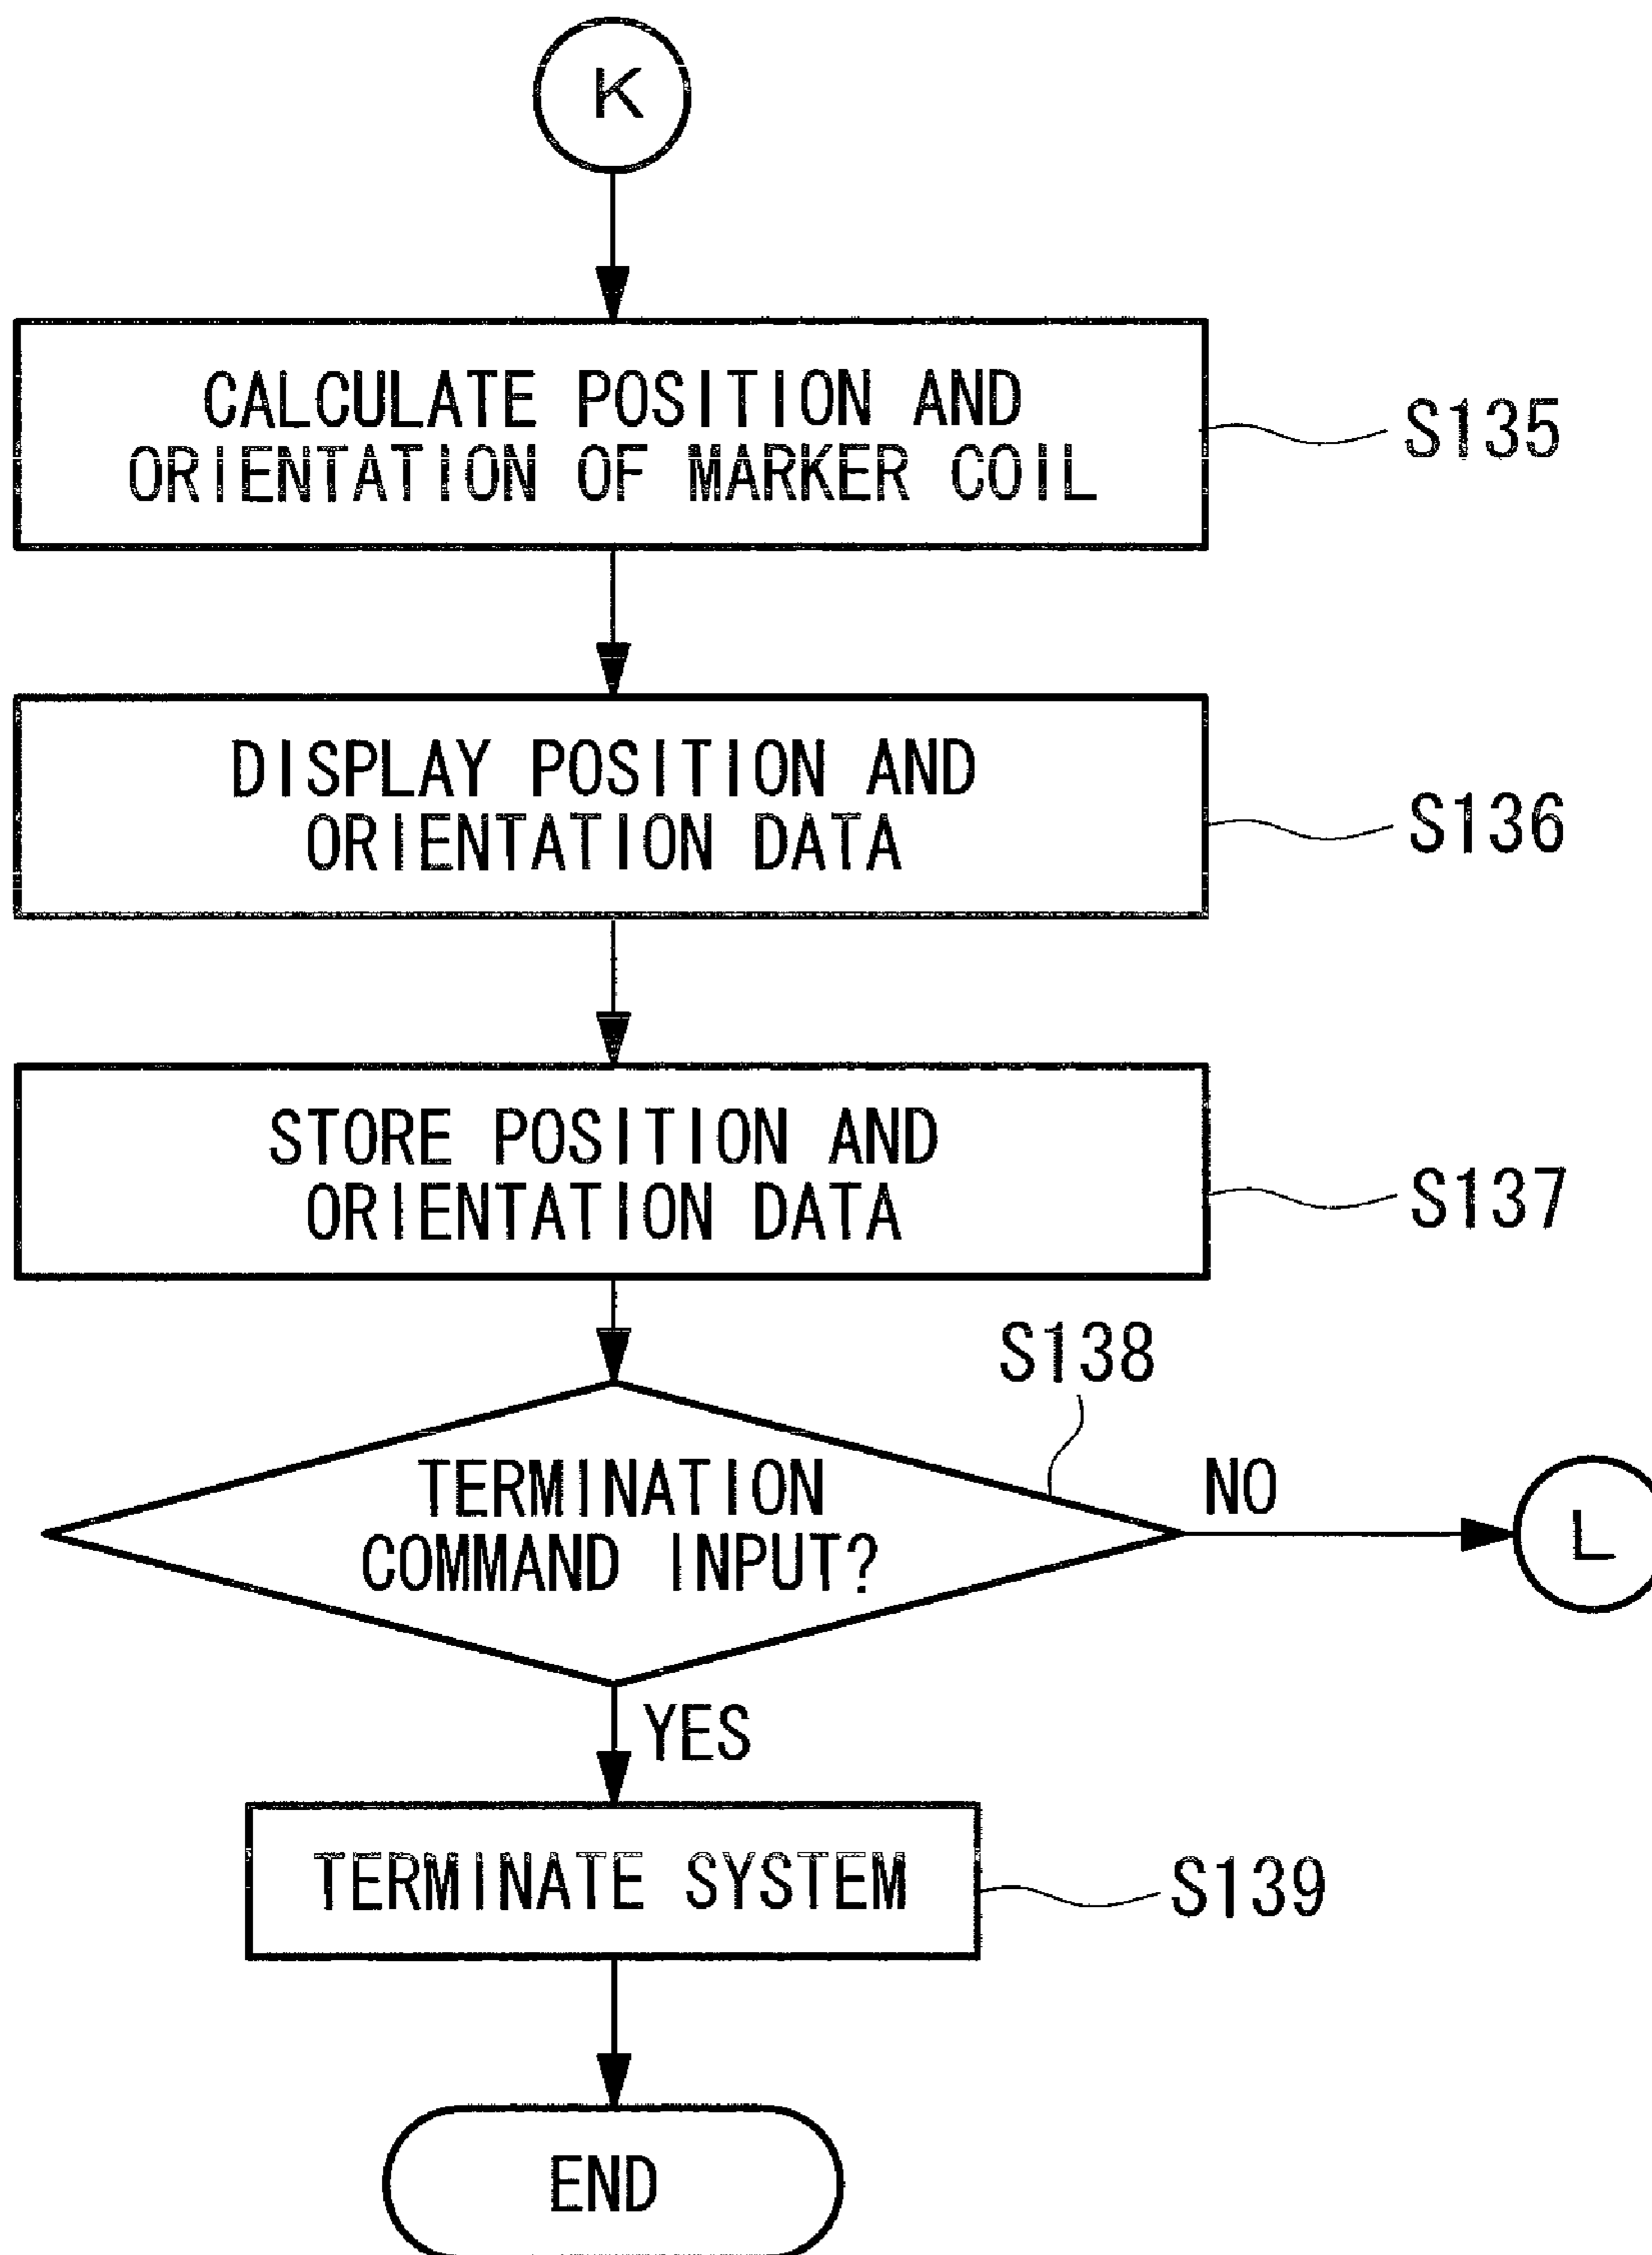 K
CALCULATE POSITION AND
ORIENTATION OF MARKER COIL
S135
DISPLAY POSITION AND
ORIENTATION DATA
S136
STORE POSITION AND
ORIENTATION DATA
S137
S138
TERMINATION
COMMAND INPUT?
NO
L
YES
TERMINATE SYSTEM
S139
END